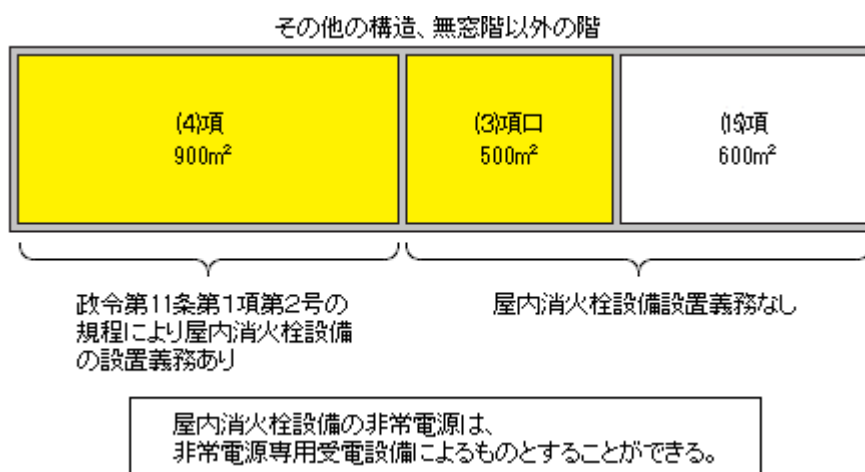 その他の構造、無窓階以外の階
(4)項
900m²
(3)項口
500m²
(15)項
600m²
政令第11条第1項第2号の
規程により屋内消火栓設備
の設置義務あり
屋内消火栓設備設置義務なし
屋内消火栓設備の非常電源は、
非常電源専用受電設備によるものとすることができる。